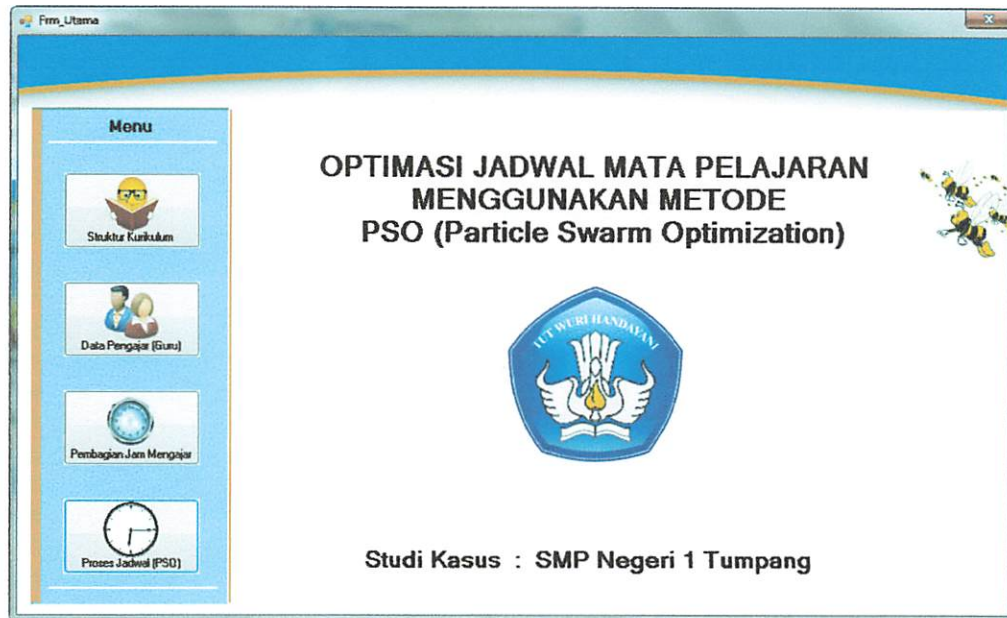 Frm_Utama
Menu
Struktur Kurikulum
Data Pengajar (Guru)
Pembagian Jam Mengajar
Proses Jadwal (PSO)
OPTIMASI JADWAL MATA PELAJARAN
MENGGUNAKAN METODE
PSO (Particle Swarm Optimization)
TUT WURI HANDAYANI
Studi Kasus : SMP Negeri 1 Tumpang